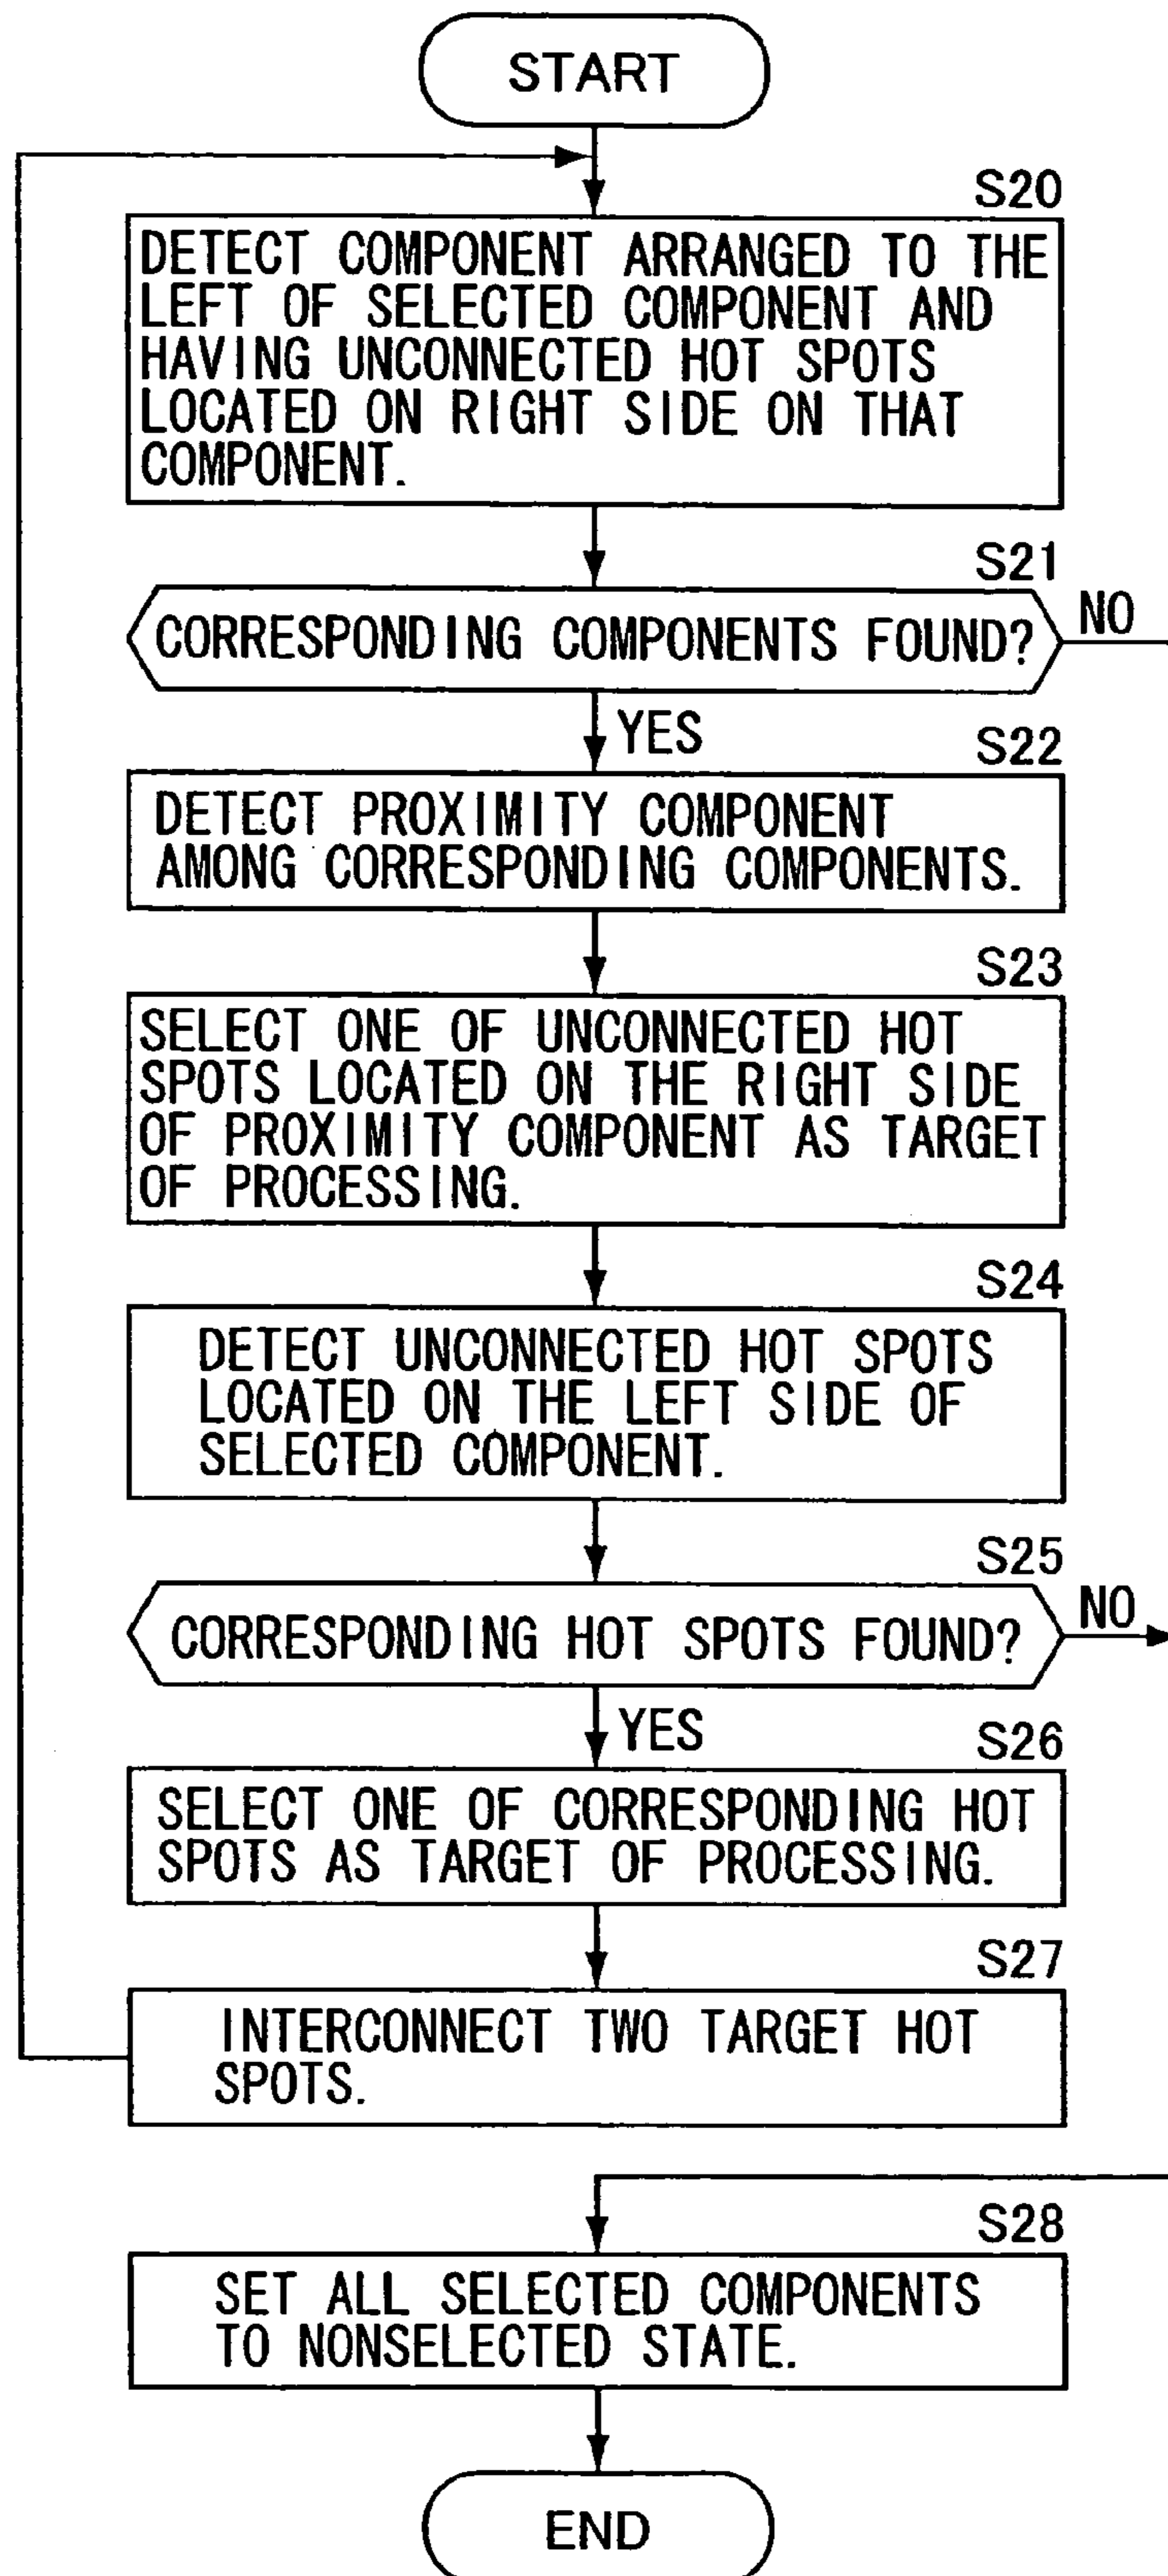 START
S20
DETECT COMPONENT ARRANGED TO THE
LEFT OF SELECTED COMPONENT AND
HAVING UNCONNECTED HOT SPOTS
LOCATED ON RIGHT SIDE ON THAT
COMPONENT.
S21
CORRESPONDING COMPONENTS FOUND?
NO
YES
S22
DETECT PROXIMITY COMPONENT
AMONG CORRESPONDING COMPONENTS.
S23
SELECT ONE OF UNCONNECTED HOT
SPOTS LOCATED ON THE RIGHT SIDE
OF PROXIMITY COMPONENT AS TARGET
OF PROCESSING.
S24
DETECT UNCONNECTED HOT SPOTS
LOCATED ON THE LEFT SIDE OF
SELECTED COMPONENT.
S25
CORRESPONDING HOT SPOTS FOUND?
NO
YES
S26
SELECT ONE OF CORRESPONDING HOT
SPOTS AS TARGET OF PROCESSING.
S27
INTERCONNECT TWO TARGET HOT
SPOTS.
S28
SET ALL SELECTED COMPONENTS
TO NONSELECTED STATE.
END